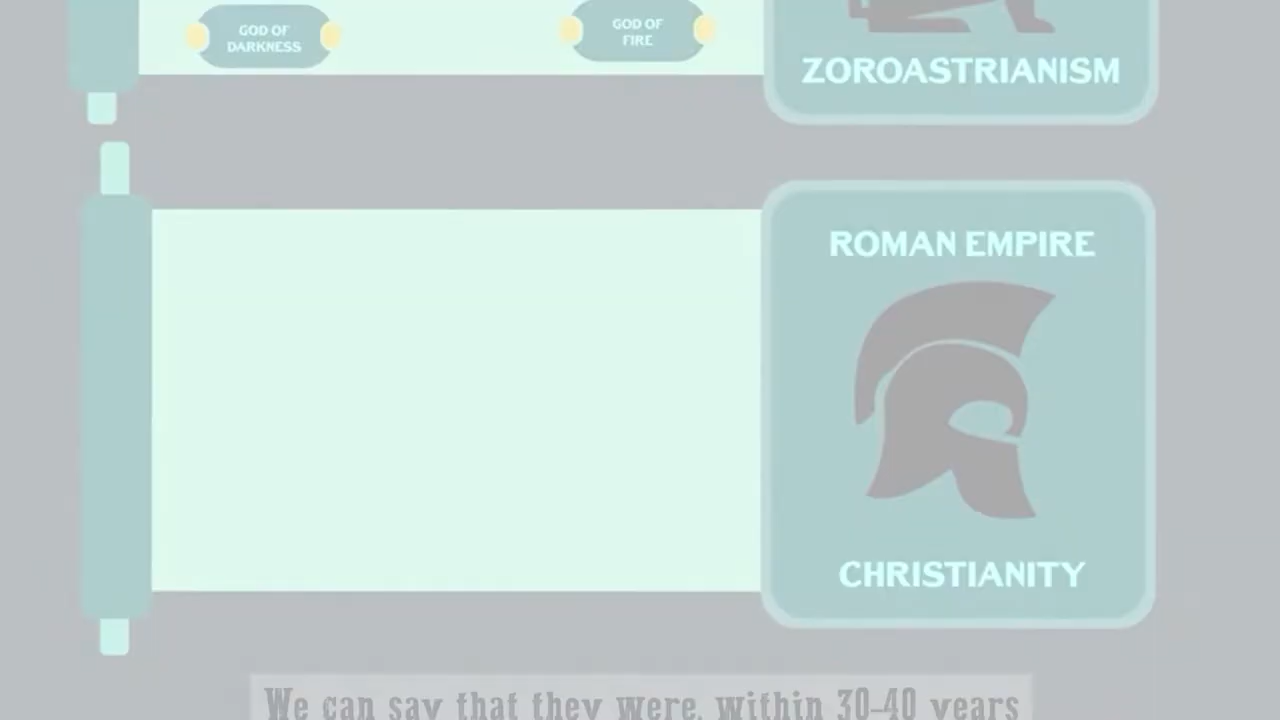 GOD OF
DARKNESS
GOD OF
FIRE
ZOROASTRIANISM
ROMAN EMPIRE
CHRISTIANITY
We can say that they were, within 30-40 years